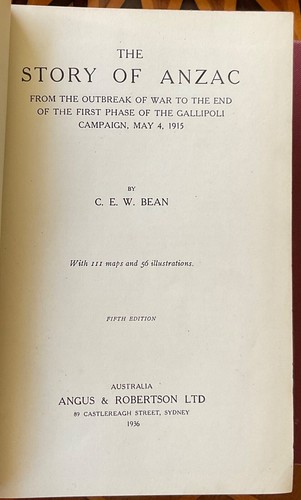 THE
STORY OF ANZAC
FROM THE OUTBREAK OF WAR TO THE END
OF THE FIRST PHASE OF THE GALLIPOLI
CAMPAIGN, MAY 4, 1915
BY
C. E. W. BEAN
With 111 maps and 56 illustrations.
FIFTH EDITION
AUSTRALIA
ANGUS & ROBERTSON LTD
89 CASTLEREAGH STREET, SYDNEY
1936